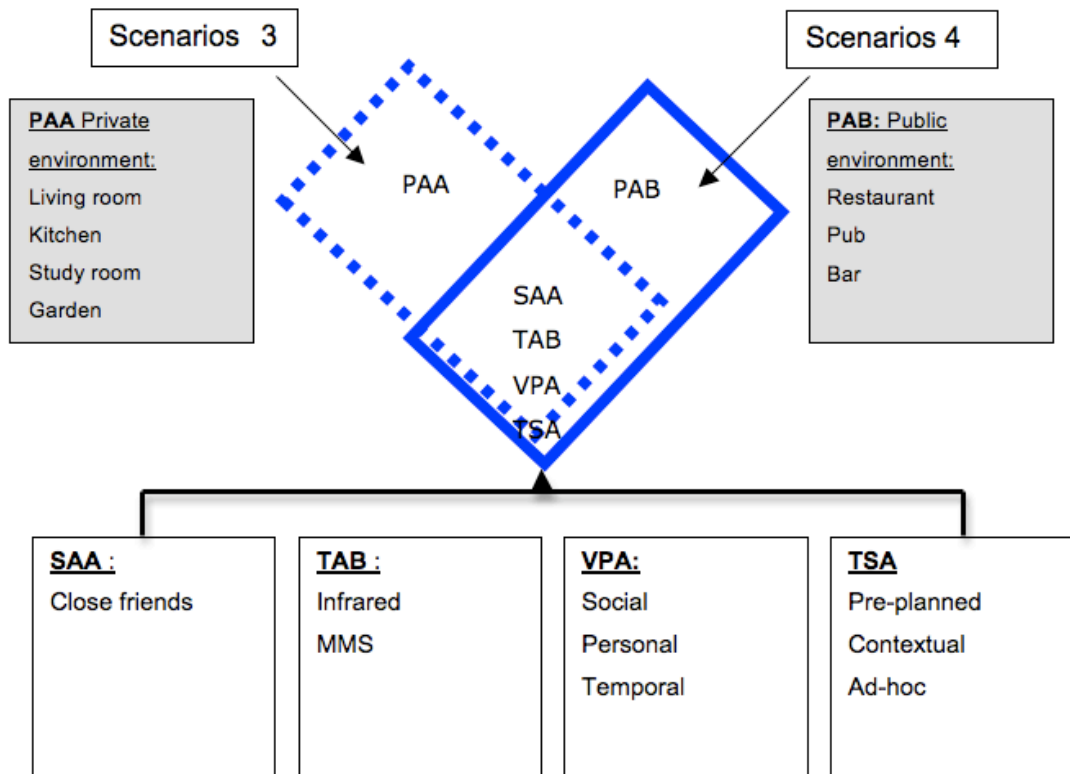 Scenarios 3
Scenarios 4
PAA Private
environment:
Living room
Kitchen
Study room
Garden
PAA
PAB
SAA
TAB
VPA
TSA
PAB: Public
environment:
Restaurant
Pub
Bar
SAA :
Close friends
TAB :
Infrared
MMS
VPA:
Social
Personal
Temporal
TSA
Pre-planned
Contextual
Ad-hoc